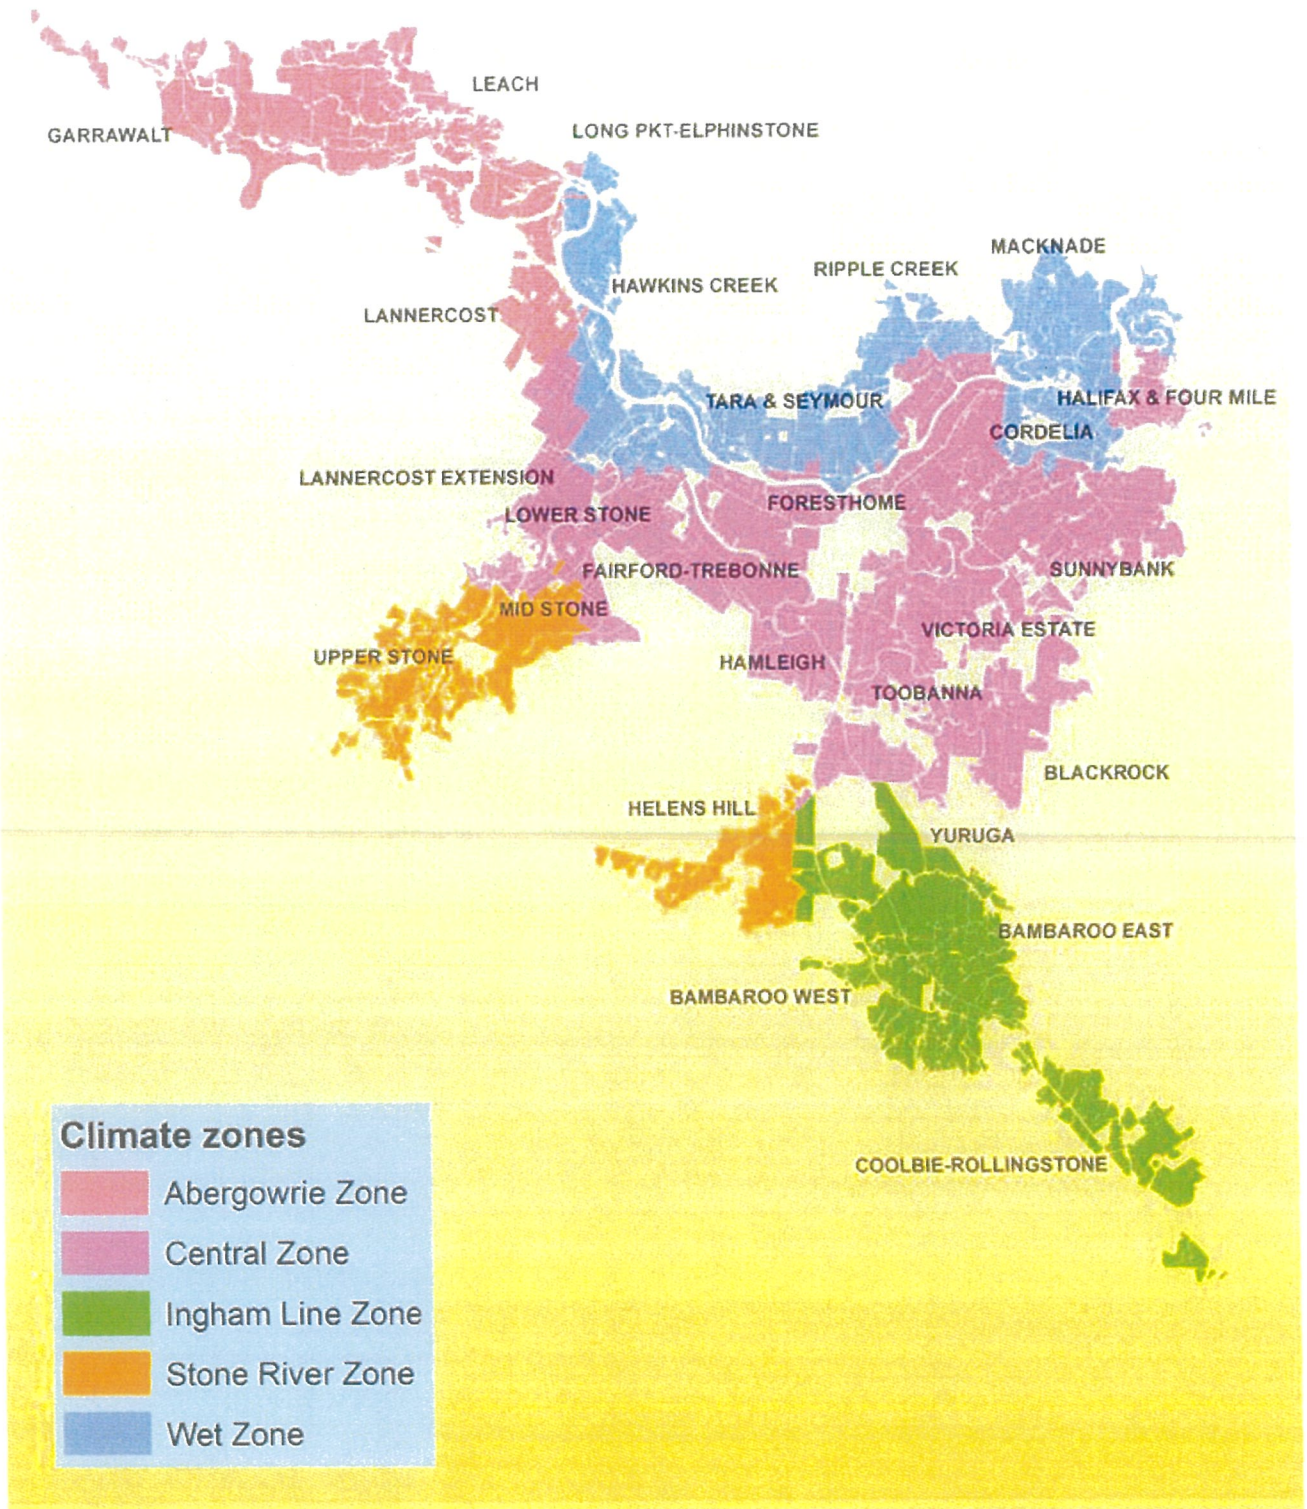 LEACH
GARRAWALT
LONG PKT-ELPHINSTONE
MACKNADE
RIPPLE CREEK
HAWKINS CREEK
LANNERCOST
HALIFAX & FOUR MILE
TARA & SEYMOUR
CORDELIA
LANNERCOST EXTENSION
FORESTHOME
LOWER STONE
FAIRFORD-TREBONNE
SUNNYBANK
MID STONE
VICTORIA ESTATE
UPPER STONE
HAMLEIGH
TOOBANNA
BLACKROCK
HELENS HILL
YURUGA
BAMBAROO EAST
BAMBAROO WEST
COOLBIE-ROLLINGSTONE
Climate zones
Abergowrie Zone
Central Zone
Ingham Line Zone
Stone River Zone
Wet Zone